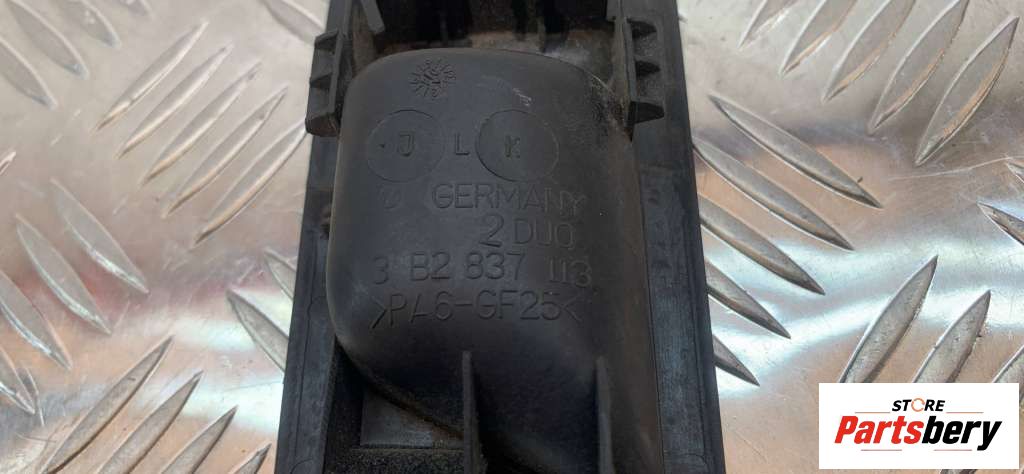 J L K
GERMANY
2 DUO
3 B2 837 113
>PA6-GF25<
STORE
Partsbery